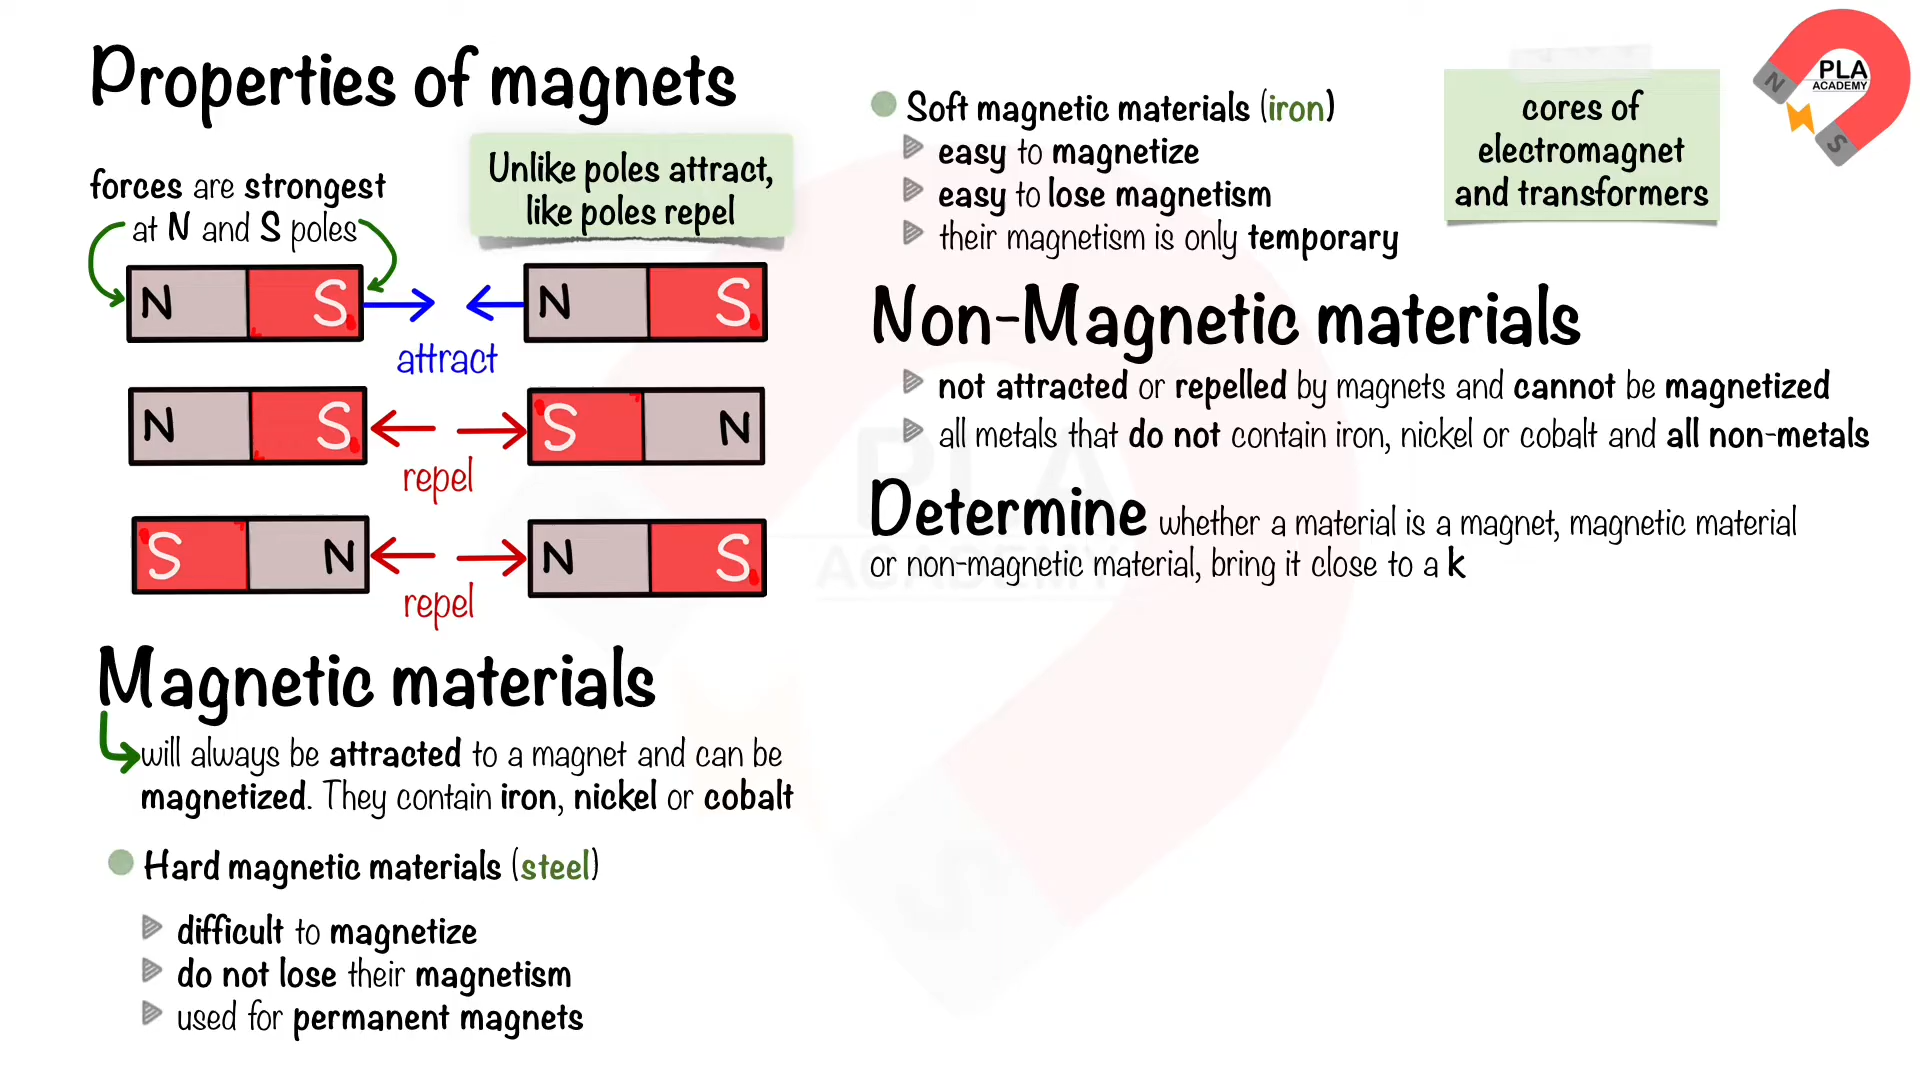 Properties of magnets
forces are strongest
at N and S poles
Unlike poles attract,
like poles repel
N S N S
attract
N S S N
repel
S N N S
repel
Magnetic materials
will always be attracted to a magnet and can be
magnetized. They contain iron, nickel or cobalt
Hard magnetic materials (steel)
difficult to magnetize
do not lose their magnetism
used for permanent magnets
Soft magnetic materials (iron)
easy to magnetize
easy to lose magnetism
their magnetism is only temporary
cores of
electromagnet
and transformers
Non-Magnetic materials
not attracted or repelled by magnets and cannot be magnetized
all metals that do not contain iron, nickel or cobalt and all non-metals
Determine whether a material is a magnet, magnetic material
or non-magnetic material, bring it close to a k
PLA
ACADEMY
N
S
PLA
ACADEMY
S